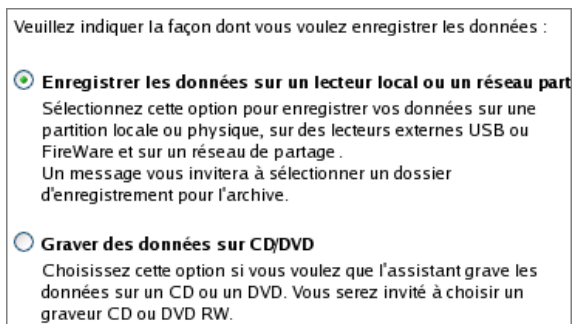 Veuillez indiquer la façon dont vous voulez enregistrer les données :
Enregistrer les données sur un lecteur local ou un réseau part
Sélectionnez cette option pour enregistrer vos données sur une
partition locale ou physique, sur des lecteurs externes USB ou
FireWare et sur un réseau de partage .
Un message vous invitera à sélectionner un dossier
d'enregistrement pour l'archive.
Graver des données sur CD/DVD
Choisissez cette option si vous voulez que l'assistant grave les
données sur un CD ou un DVD. Vous serez invité à choisir un
graveur CD ou DVD RW.